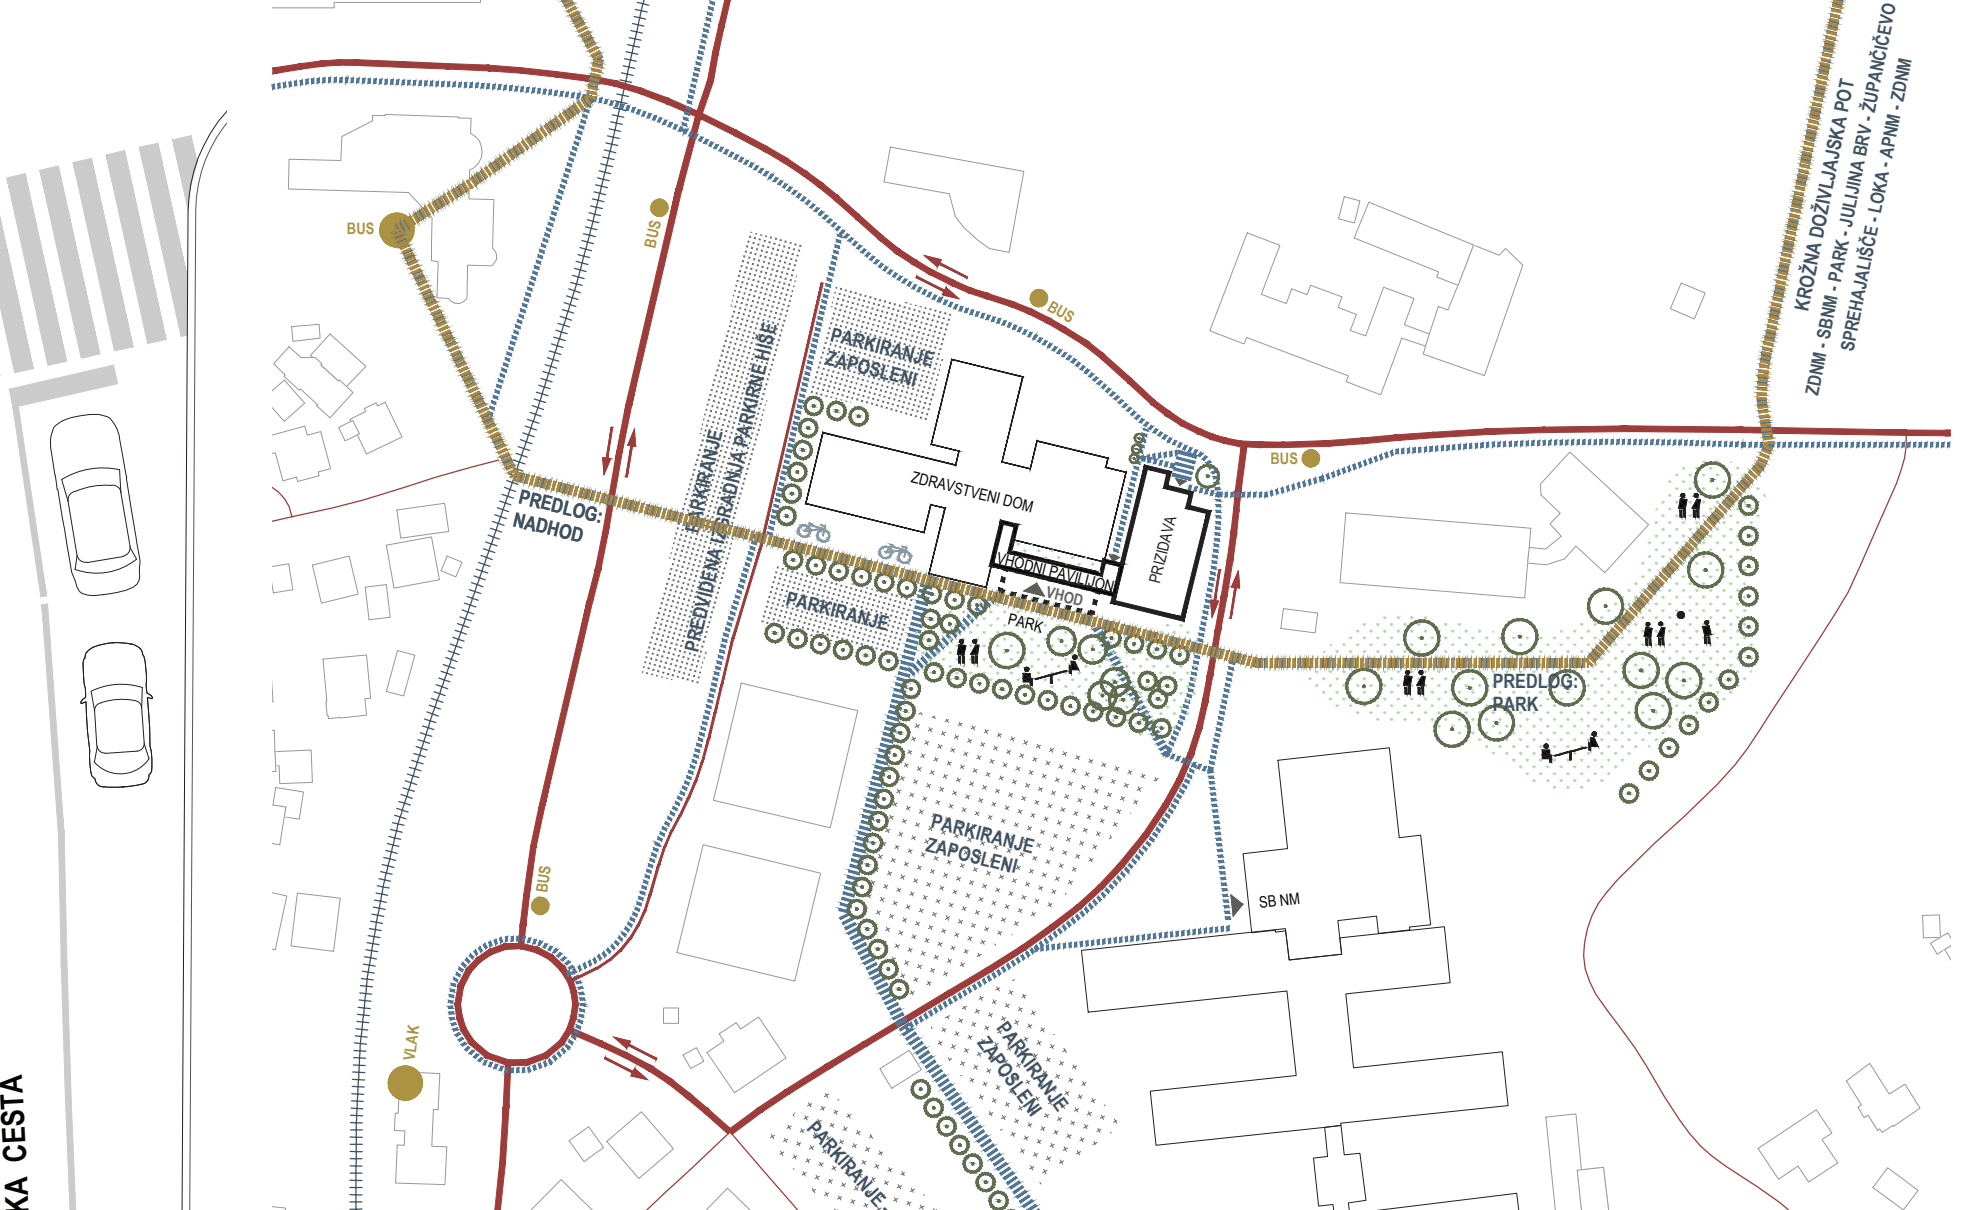 KROŽNA DOŽIVLJAJSKA POT
ZDNM - SBNM - PARK - JULIJINA BRV - ŽUPANČIČEVO
SPREHAJALIŠČE - LOKA - APNM - ZDNM
BUS
BUS
BUS
BUS
PARKIRANJE
ZAPOSLENI
PARKIRANJE
PREDVIDENA IZGRADNJA PARKIRNE HIŠE
ZDRAVSTVENI DOM
PREDLOG:
NADHOD
PRIZIDAVA
VHODNI PAVILIJON
VHOD
PARK
PARKIRANJE
PREDLOG:
PARK
PARKIRANJE
ZAPOSLENI
BUS
SB NM
VLAK
PARKIRANJE
ZAPOSLENI
PARKIRANJE
KA CESTA